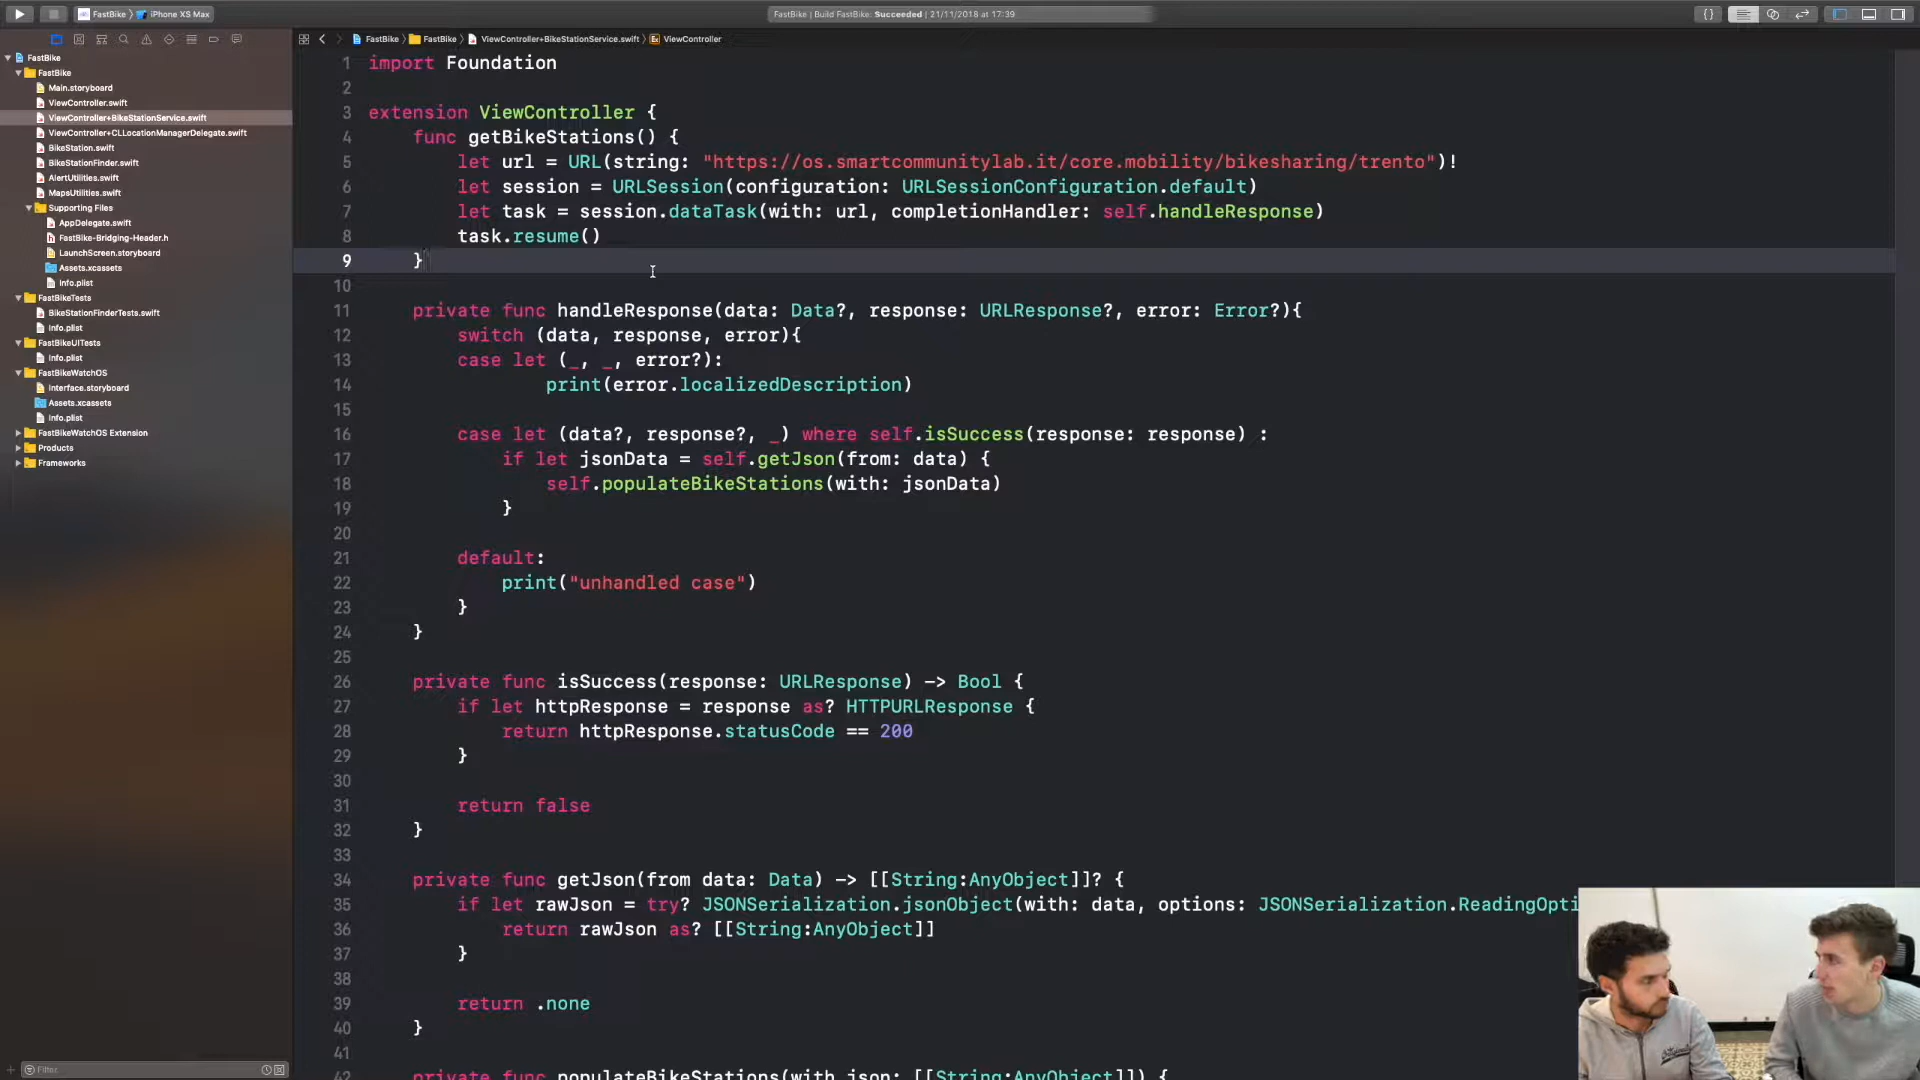 FastBike iPhone XS Max
FastBike | Build FastBike: Succeeded | 21/11/2018 at 17:39
FastBike FastBike ViewController+BikeStationService.swift ViewController
FastBike
FastBike
Main.storyboard
ViewController.swift
ViewController+BikeStationService.swift
ViewController+CLLocationManagerDelegate.swift
BikeStation.swift
BikeStationFinder.swift
AlertUtilities.swift
MapsUtilities.swift
Supporting Files
AppDelegate.swift
FastBike-Bridging-Header.h
LaunchScreen.storyboard
Assets.xcassets
Info.plist
FastBikeTests
BikeStationFinderTests.swift
Info.plist
FastBikeUITests
Info.plist
FastBikeWatchOS
Interface.storyboard
Assets.xcassets
Info.plist
FastBikeWatchOS Extension
Products
Frameworks
Filter
1 import Foundation
2
3 extension ViewController {
4 func getBikeStations() {
5 let url = URL(string: "https://os.smartcommunitylab.it/core.mobility/bikesharing/trento")!
6 let session = URLSession(configuration: URLSessionConfiguration.default)
7 let task = session.dataTask(with: url, completionHandler: self.handleResponse)
8 task.resume()
9 }
10
11 private func handleResponse(data: Data?, response: URLResponse?, error: Error?){
12 switch (data, response, error){
13 case let (_, _, error?):
14 print(error.localizedDescription)
15
16 case let (data?, response?, _) where self.isSuccess(response: response) :
17 if let jsonData = self.getJson(from: data) {
18 self.populateBikeStations(with: jsonData)
19 }
20
21 default:
22 print("unhandled case")
23 }
24 }
25
26 private func isSuccess(response: URLResponse) -> Bool {
27 if let httpResponse = response as? HTTPURLResponse {
28 return httpResponse.statusCode == 200
29 }
30
31 return false
32 }
33
34 private func getJson(from data: Data) -> [[String:AnyObject]]? {
35 if let rawJson = try? JSONSerialization.jsonObject(with: data, options: JSONSerialization.ReadingOpti
36 return rawJson as? [[String:AnyObject]]
37 }
38
39 return .none
40 }
41
42 private func populateBikeStations(with json: [[String:AnyObject]]) {